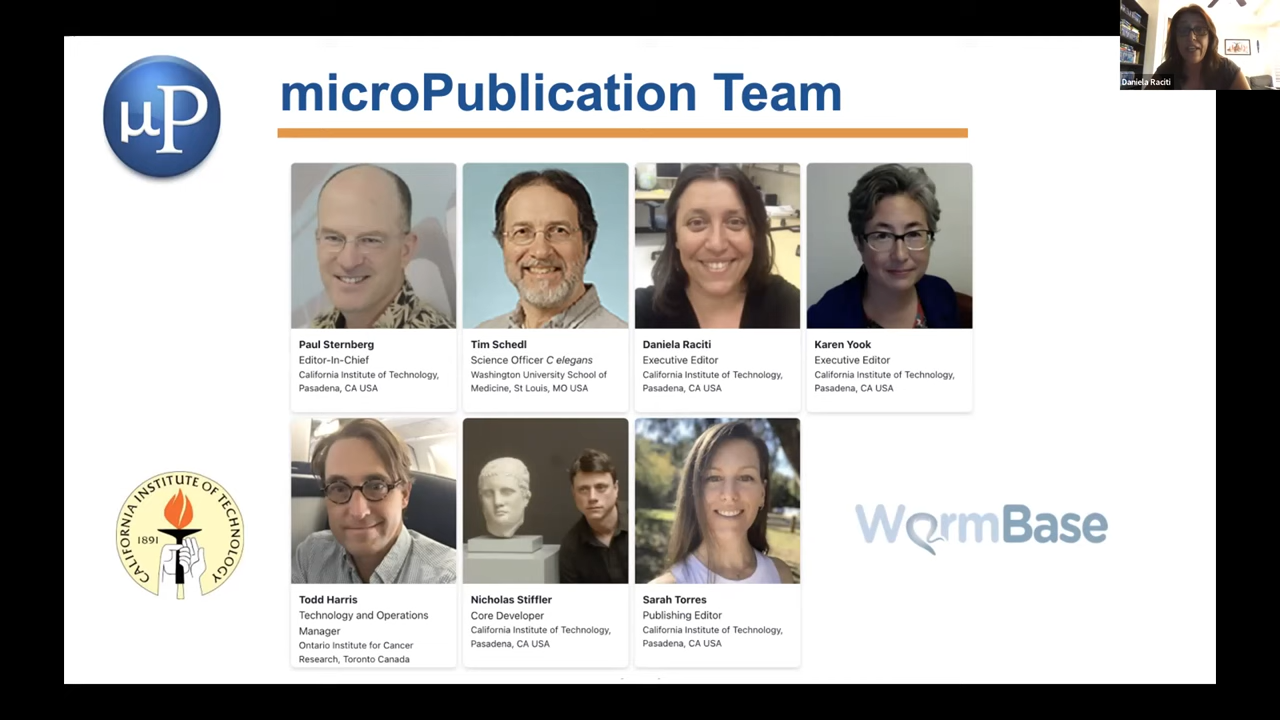 Daniela Raciti
μP
microPublication Team
Paul Sternberg
Editor-In-Chief
California Institute of Technology,
Pasadena, CA USA
Tim Schedl
Science Officer C elegans
Washington University School of
Medicine, St Louis, MO USA
Daniela Raciti
Executive Editor
California Institute of Technology,
Pasadena, CA USA
Karen Yook
Executive Editor
California Institute of Technology,
Pasadena, CA USA
Todd Harris
Technology and Operations
Manager
Ontario Institute for Cancer
Research, Toronto Canada
Nicholas Stiffler
Core Developer
California Institute of Technology,
Pasadena, CA USA
Sarah Torres
Publishing Editor
California Institute of Technology,
Pasadena, CA USA
CALIFORNIA INSTITUTE OF TECHNOLOGY
1891
WormBase